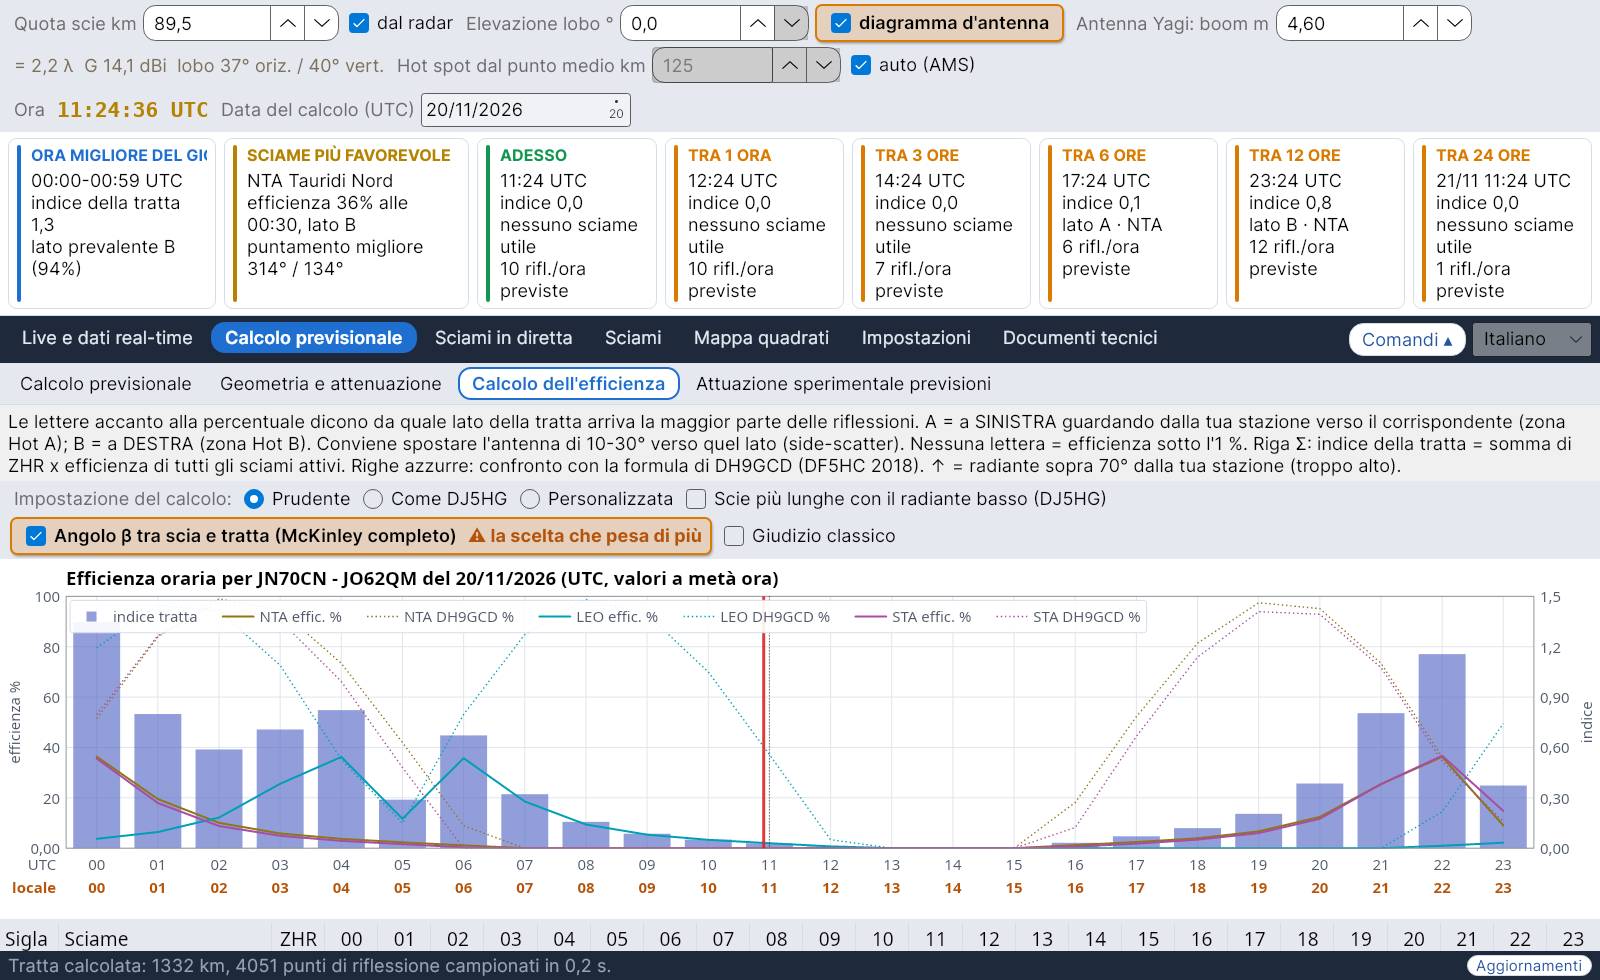 Quota scie km 89,5 dal radar Elevazione lobo ° 0,0 diagramma d'antenna Antenna Yagi: boom m 4,60
= 2,2 λ G 14,1 dBi lobo 37° oriz. / 40° vert. Hot spot dal punto medio km 125 auto (AMS)
Ora 11:24:36 UTC Data del calcolo (UTC) 20/11/2026 20
ORA MIGLIORE DEL GI
00:00-00:59 UTC
indice della tratta
1,3
lato prevalente B
(94%)
SCIAME PIÙ FAVOREVOLE
NTA Tauridi Nord
efficienza 36% alle
00:30, lato B
puntamento migliore
314° / 134°
ADESSO
11:24 UTC
indice 0,0
nessuno sciame
utile
10 rifl./ora
previste
TRA 1 ORA
12:24 UTC
indice 0,0
nessuno sciame
utile
10 rifl./ora
previste
TRA 3 ORE
14:24 UTC
indice 0,0
nessuno sciame
utile
7 rifl./ora
previste
TRA 6 ORE
17:24 UTC
indice 0,1
lato A · NTA
6 rifl./ora
previste
TRA 12 ORE
23:24 UTC
indice 0,8
lato B · NTA
12 rifl./ora
previste
TRA 24 ORE
21/11 11:24 UTC
indice 0,0
nessuno sciame
utile
1 rifl./ora
previste
Live e dati real-time Calcolo previsionale Sciami in diretta Sciami Mappa quadrati Impostazioni Documenti tecnici Comandi ▴ Italiano
Calcolo previsionale Geometria e attenuazione Calcolo dell'efficienza Attuazione sperimentale previsioni
Le lettere accanto alla percentuale dicono da quale lato della tratta arriva la maggior parte delle riflessioni. A = a SINISTRA guardando dalla tua stazione verso il corrispondente (zona
Hot A); B = a DESTRA (zona Hot B). Conviene spostare l'antenna di 10-30° verso quel lato (side-scatter). Nessuna lettera = efficienza sotto l'1 %. Riga Σ: indice della tratta = somma di
ZHR x efficienza di tutti gli sciami attivi. Righe azzurre: confronto con la formula di DH9GCD (DF5HC 2018). ↑ = radiante sopra 70° dalla tua stazione (troppo alto).
Impostazione del calcolo: Prudente Come DJ5HG Personalizzata Scie più lunghe con il radiante basso (DJ5HG)
Angolo β tra scia e tratta (McKinley completo) ⚠ la scelta che pesa di più Giudizio classico
Efficienza oraria per JN70CN - JO62QM del 20/11/2026 (UTC, valori a metà ora)
indice tratta NTA effic. % NTA DH9GCD % LEO effic. % LEO DH9GCD % STA effic. % STA DH9GCD %
efficienza %
100
80
60
40
20
0,00
1,5
1,2
0,90
0,60
0,30
0,00
indice
UTC 00 01 02 03 04 05 06 07 08 09 10 11 12 13 14 15 16 17 18 19 20 21 22 23
locale 00 01 02 03 04 05 06 07 08 09 10 11 12 13 14 15 16 17 18 19 20 21 22 23
Sigla Sciame ZHR 00 01 02 03 04 05 06 07 08 09 10 11 12 13 14 15 16 17 18 19 20 21 22 23
Tratta calcolata: 1332 km, 4051 punti di riflessione campionati in 0,2 s. Aggiornamenti